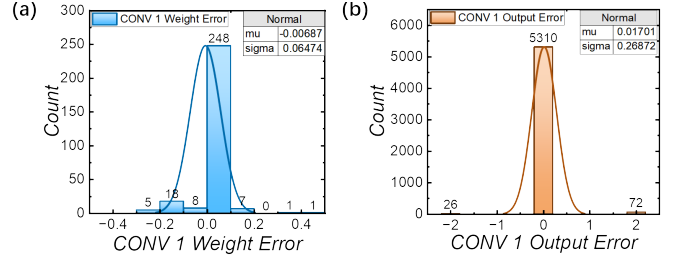 (a)
CONV 1 Weight Error
Normal
mu -0.00687
sigma 0.06474
300
250
200
150
100
50
0
Count
248
5
18
8
7
0
1
1
-0.4 -0.2 0.0 0.2 0.4
CONV 1 Weight Error
(b)
CONV 1 Output Error
Normal
mu 0.01701
sigma 0.26872
6000
5000
4000
3000
2000
1000
0
Count
5310
26
72
-2 -1 0 1 2
CONV 1 Output Error